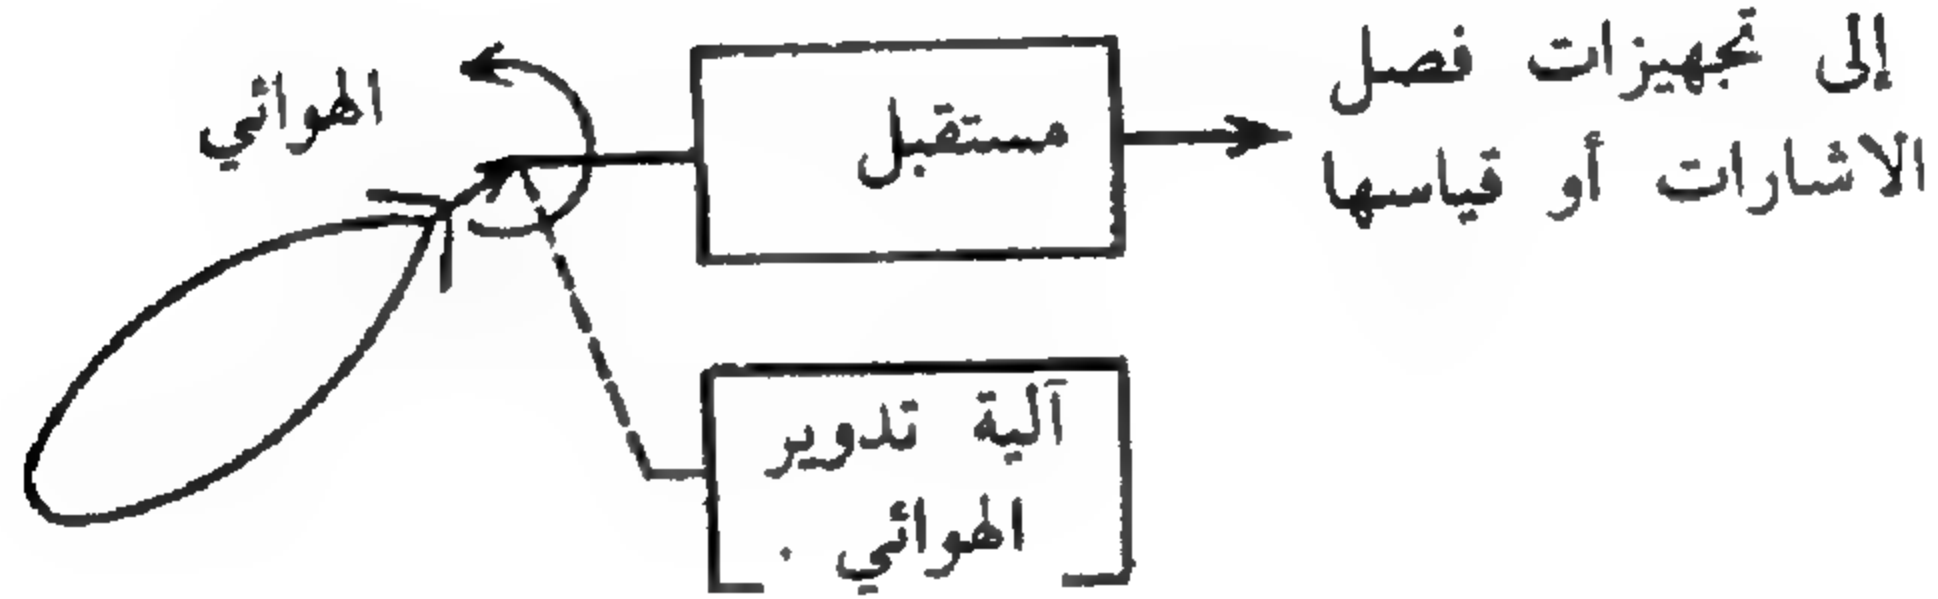 الهوائي
مستقبل
إلى تجهيزات فصل
الاشارات أو قياسها
آلية تدوير
الهوائي .